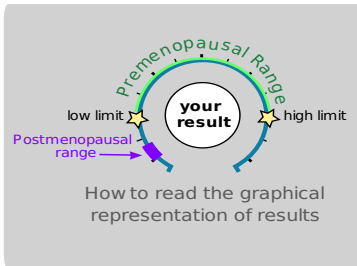 Premenopausal Range
your
result
low limit
high limit
Postmenopausal
range
How to read the graphical
representation of results